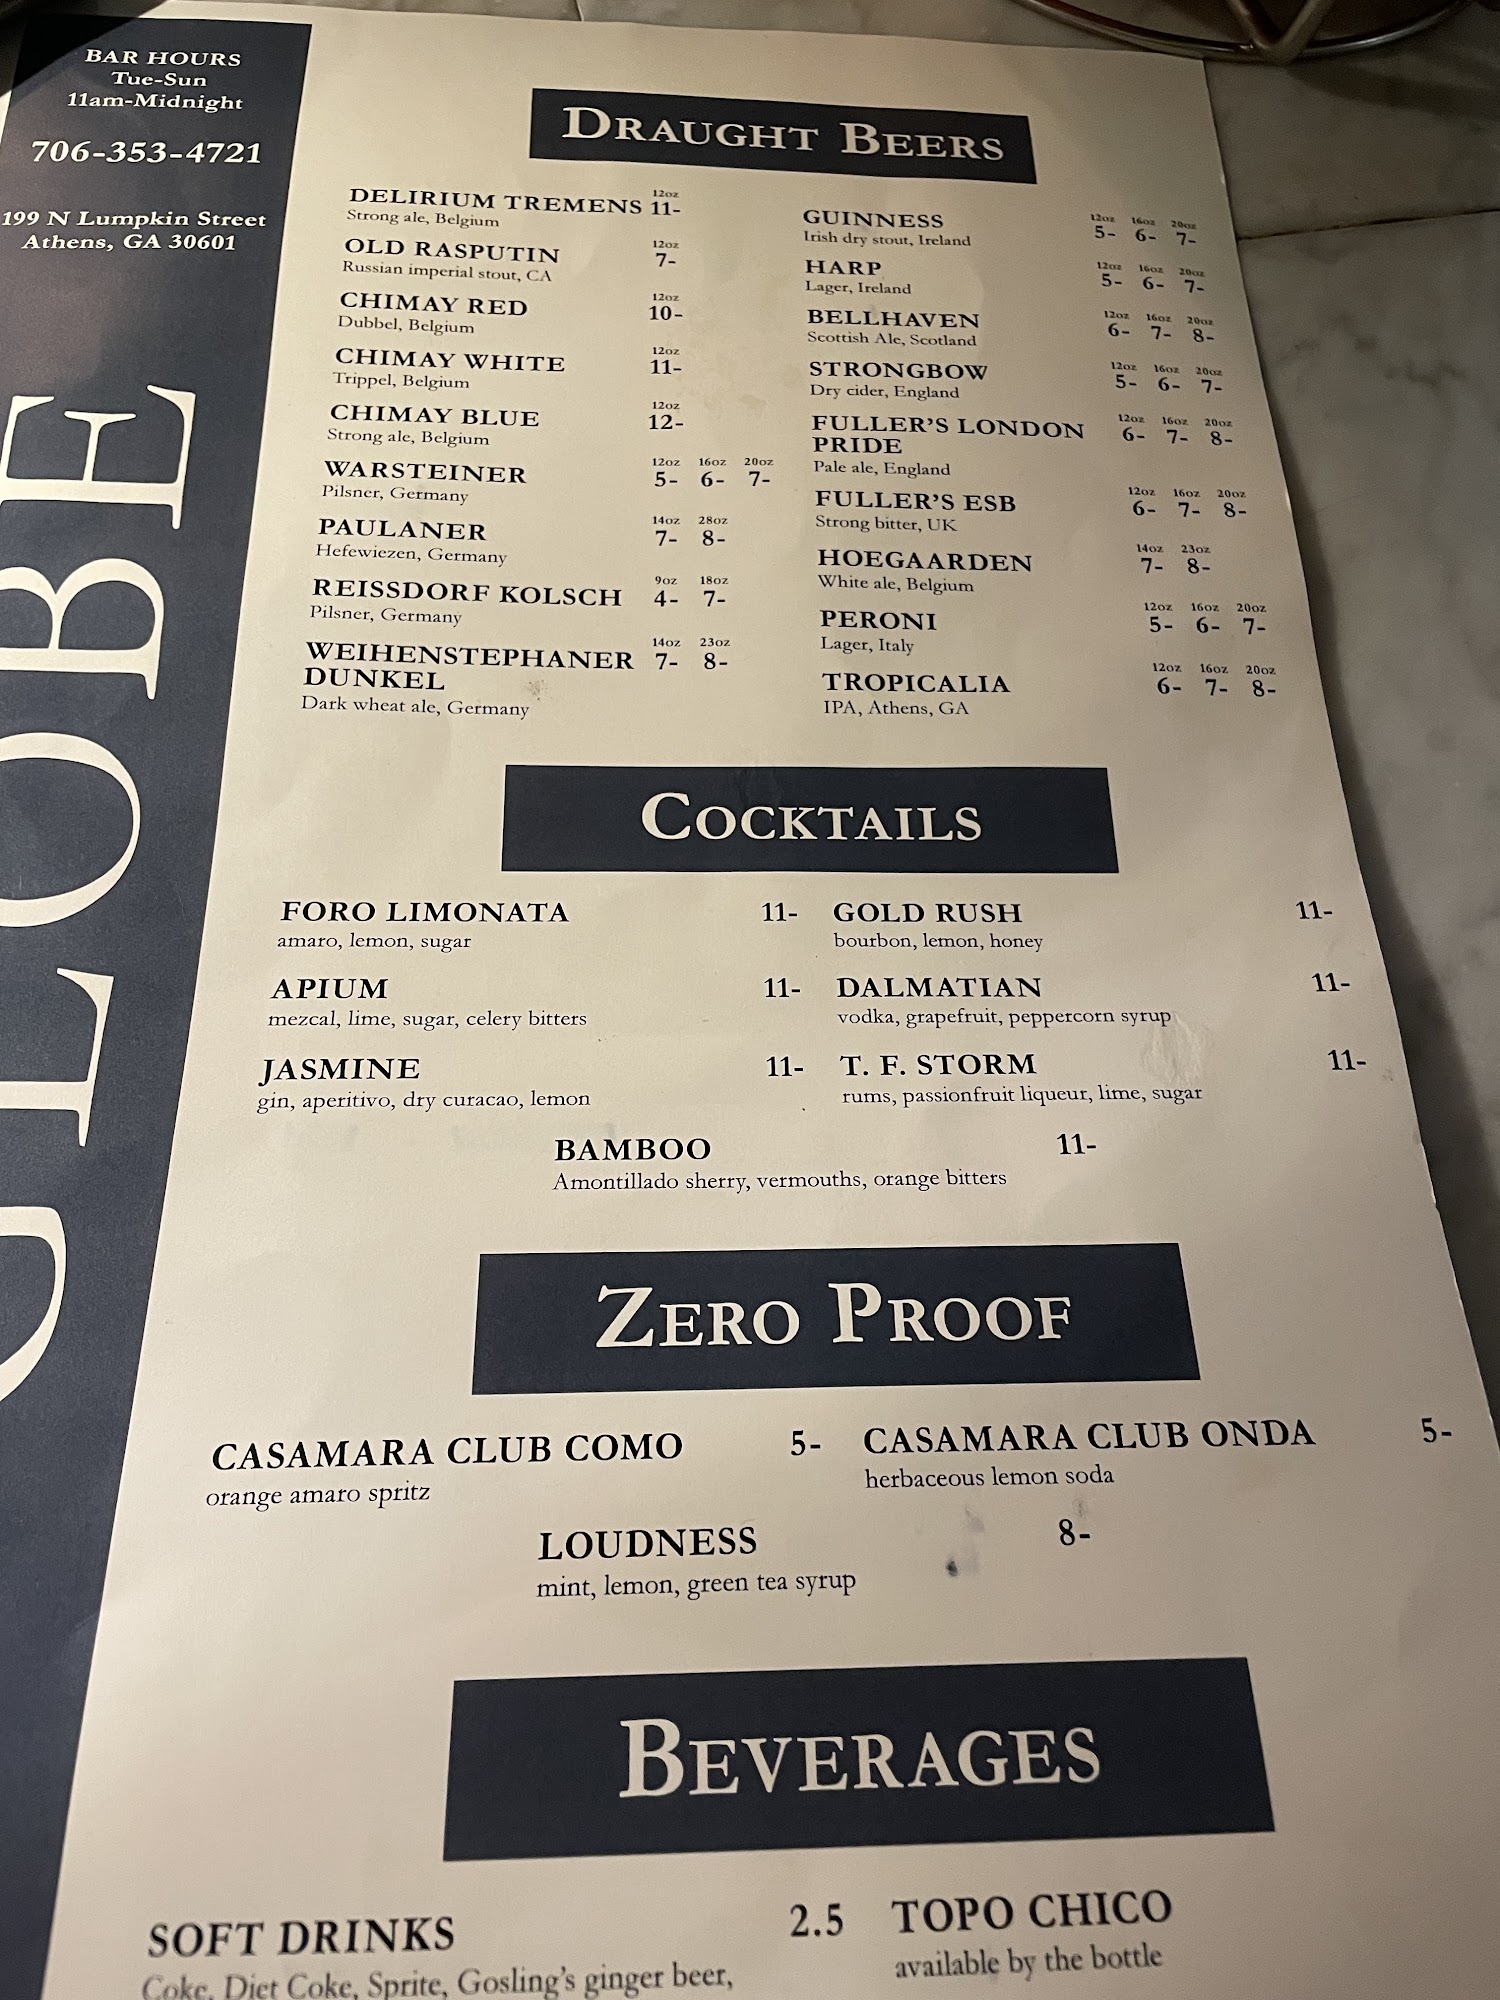 BAR HOURS
Tue-Sun
11am-Midnight
706-353-4721
199 N Lumpkin Street
Athens, GA 30601
GLOBE
DRAUGHT BEERS
DELIRIUM TREMENS 12oz 11-
Strong ale, Belgium
OLD RASPUTIN 12oz 7-
Russian imperial stout, CA
CHIMAY RED 12oz 10-
Dubbel, Belgium
CHIMAY WHITE 12oz 11-
Trippel, Belgium
CHIMAY BLUE 12oz 12-
Strong ale, Belgium
WARSTEINER 12oz 5- 16oz 6- 20oz 7-
Pilsner, Germany
PAULANER 14oz 7- 28oz 8-
Hefewiezen, Germany
REISSDORF KOLSCH 9oz 4- 18oz 7-
Pilsner, Germany
WEIHENSTEPHANER 14oz 7- 23oz 8-
DUNKEL
Dark wheat ale, Germany
GUINNESS 12oz 5- 16oz 6- 20oz 7-
Irish dry stout, Ireland
HARP 12oz 5- 16oz 6- 20oz 7-
Lager, Ireland
BELLHAVEN 12oz 6- 16oz 7- 20oz 8-
Scottish Ale, Scotland
STRONGBOW 12oz 5- 16oz 6- 20oz 7-
Dry cider, England
FULLER'S LONDON 12oz 6- 16oz 7- 20oz 8-
PRIDE
Pale ale, England
FULLER'S ESB 12oz 6- 16oz 7- 20oz 8-
Strong bitter, UK
HOEGAARDEN 14oz 7- 23oz 8-
White ale, Belgium
PERONI 12oz 5- 16oz 6- 20oz 7-
Lager, Italy
TROPICALIA 12oz 6- 16oz 7- 20oz 8-
IPA, Athens, GA
COCKTAILS
FORO LIMONATA 11-
amaro, lemon, sugar
GOLD RUSH 11-
bourbon, lemon, honey
APIUM 11-
mezcal, lime, sugar, celery bitters
DALMATIAN 11-
vodka, grapefruit, peppercorn syrup
JASMINE 11-
gin, aperitivo, dry curacao, lemon
T. F. STORM 11-
rums, passionfruit liqueur, lime, sugar
BAMBOO 11-
Amontillado sherry, vermouths, orange bitters
ZERO PROOF
CASAMARA CLUB COMO 5-
orange amaro spritz
CASAMARA CLUB ONDA 5-
herbaceous lemon soda
LOUDNESS 8-
mint, lemon, green tea syrup
BEVERAGES
SOFT DRINKS 2.5
Coke, Diet Coke, Sprite, Gosling's ginger beer,
TOPO CHICO
available by the bottle